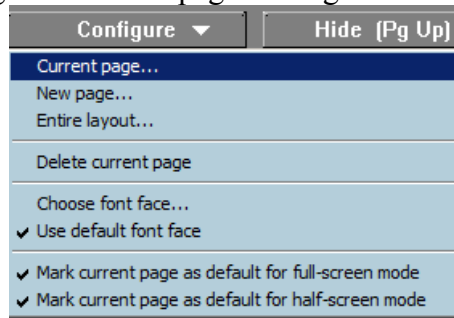 Configure Hide (Pg Up)
Current page...
New page...
Entire layout...
Delete current page
Choose font face...
Use default font face
Mark current page as default for full-screen mode
Mark current page as default for half-screen mode